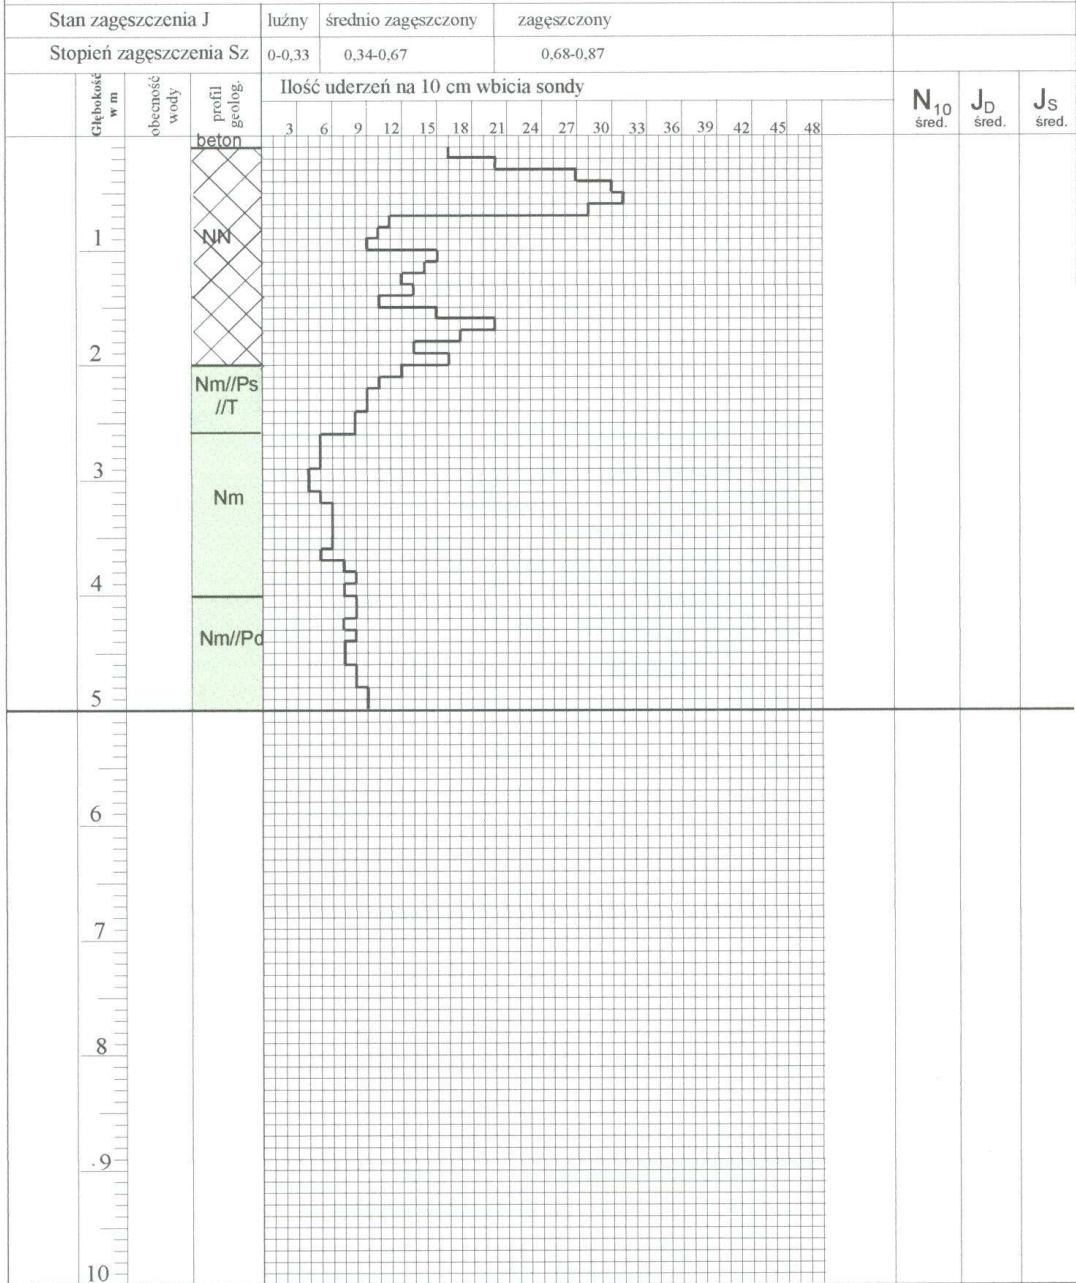 Stan zagęszczenia J luźny średnio zagęszczony zagęszczony
Stopień zagęszczenia Sz 0-0,33 0,34-0,67 0,68-0,87
Głębokość w m
obecność wody
profil geolog.
Ilość uderzeń na 10 cm wbicia sondy
N10 śred.
JD śred.
JS śred.
3 6 9 12 15 18 21 24 27 30 33 36 39 42 45 48
beton
1
NN
2
Nm//Ps
//T
3
Nm
4
Nm//Pd
5
6
7
8
9
10